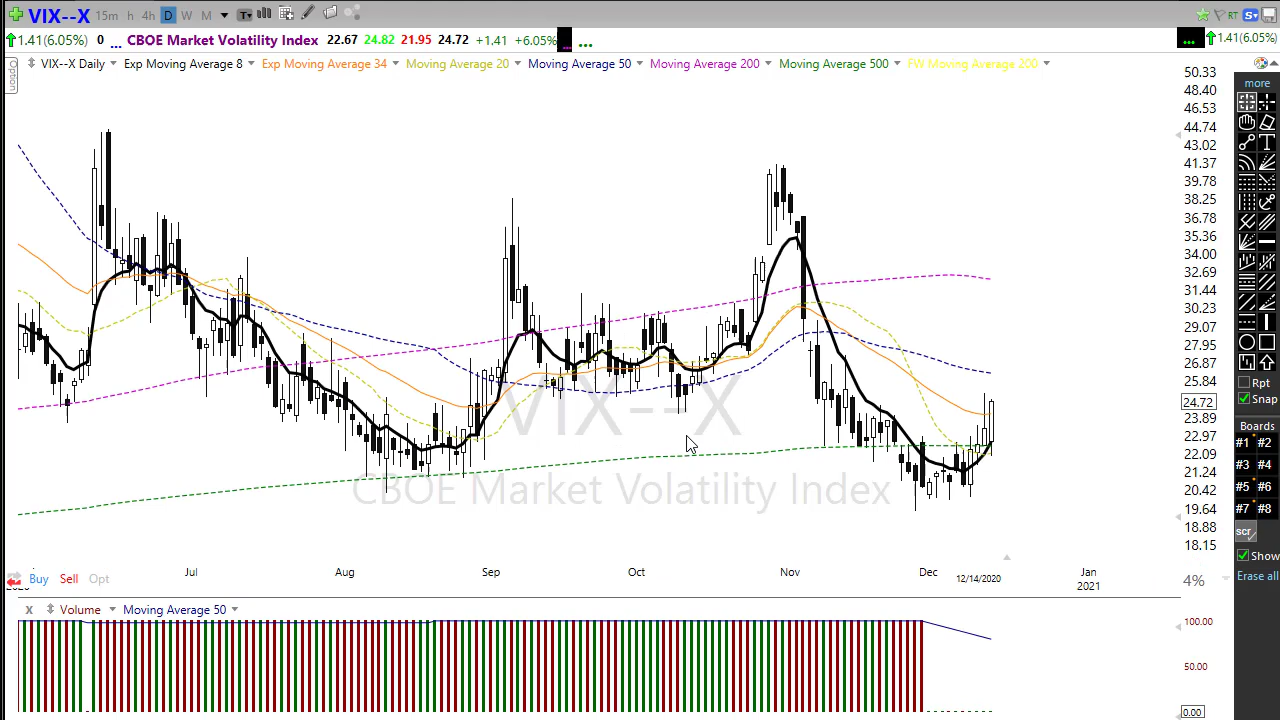 VIX--X 15m h 4h D W M T
RT S
1.41(6.05%) 0 ... CBOE Market Volatility Index 22.67 24.82 21.95 24.72 +1.41 +6.05% ... ... ... 1.41(6.05%)
Option
VIX--X Daily Exp Moving Average 8 Exp Moving Average 34 Moving Average 20 Moving Average 50 Moving Average 200 Moving Average 500 FW Moving Average 200
50.33
48.40
46.53
44.74
43.02
41.37
39.78
38.25
36.78
35.36
34.00
32.69
31.44
30.23
29.07
27.95
26.87
25.84
24.72
23.89
22.97
22.09
21.24
20.42
19.64
18.88
18.15
more
T
Rpt
Snap
Boards
#1 #2
#3 #4
#5 #6
#7 #8
scr
Show
Erase all
VIX--X
CBOE Market Volatility Index
Jul Aug Sep Oct Nov Dec 12/14/2020 Jan
2021
Buy Sell Opt
4%
X Volume Moving Average 50
100.00
50.00
0.00